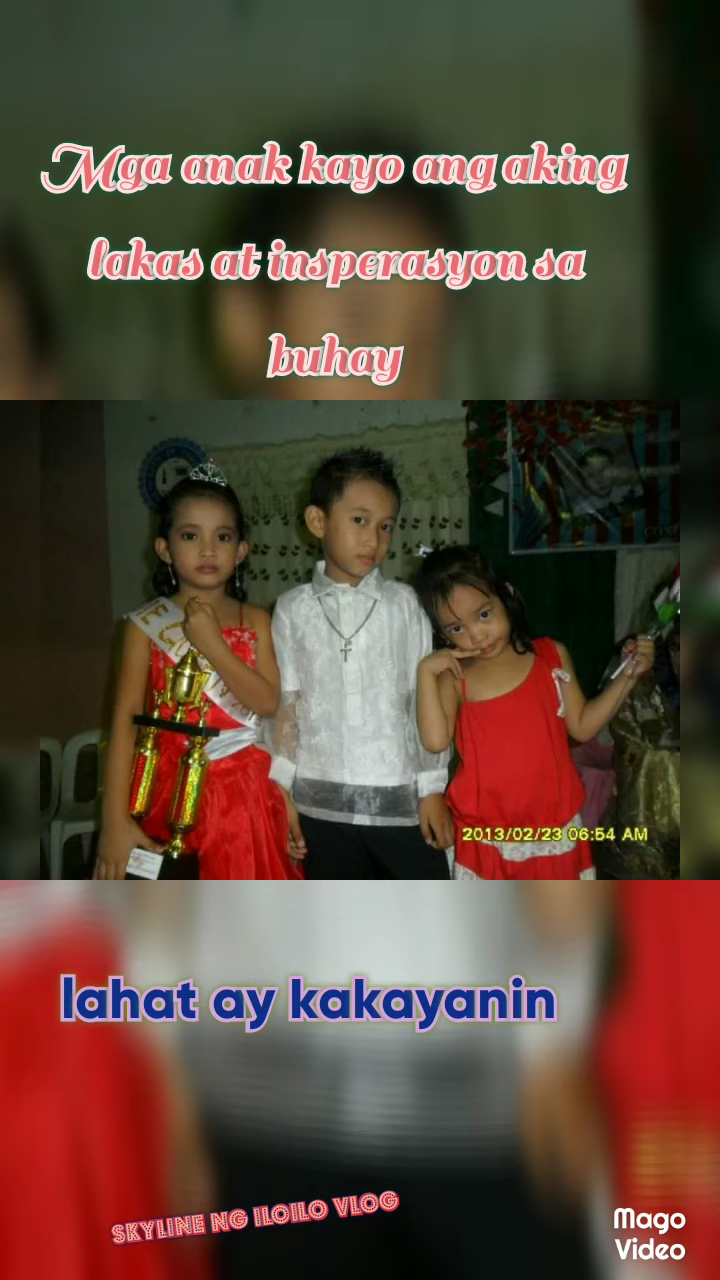 Mga anak kayo ang aking
lakas at insperasyon sa
buhay
2013/02/23 06:54 AM
lahat ay kakayanin
SKYLINE NG ILOILO VLOG
Mago
Video